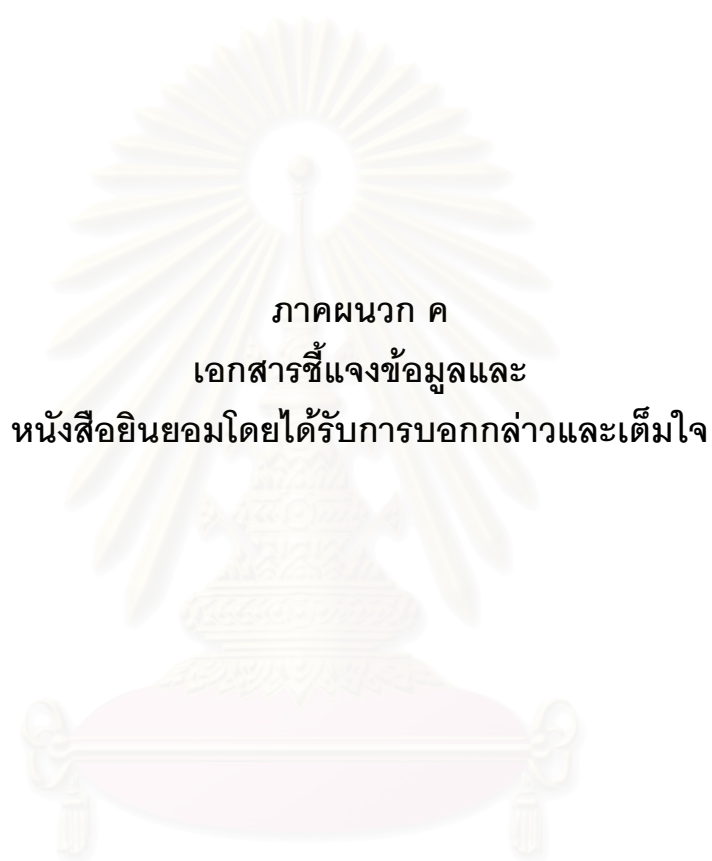 ภาคผนวก ค
เอกสารชี้แจงข้อมูลและ
หนังสือยินยอมโดยได้รับการบอกกล่าวและเต็มใจ